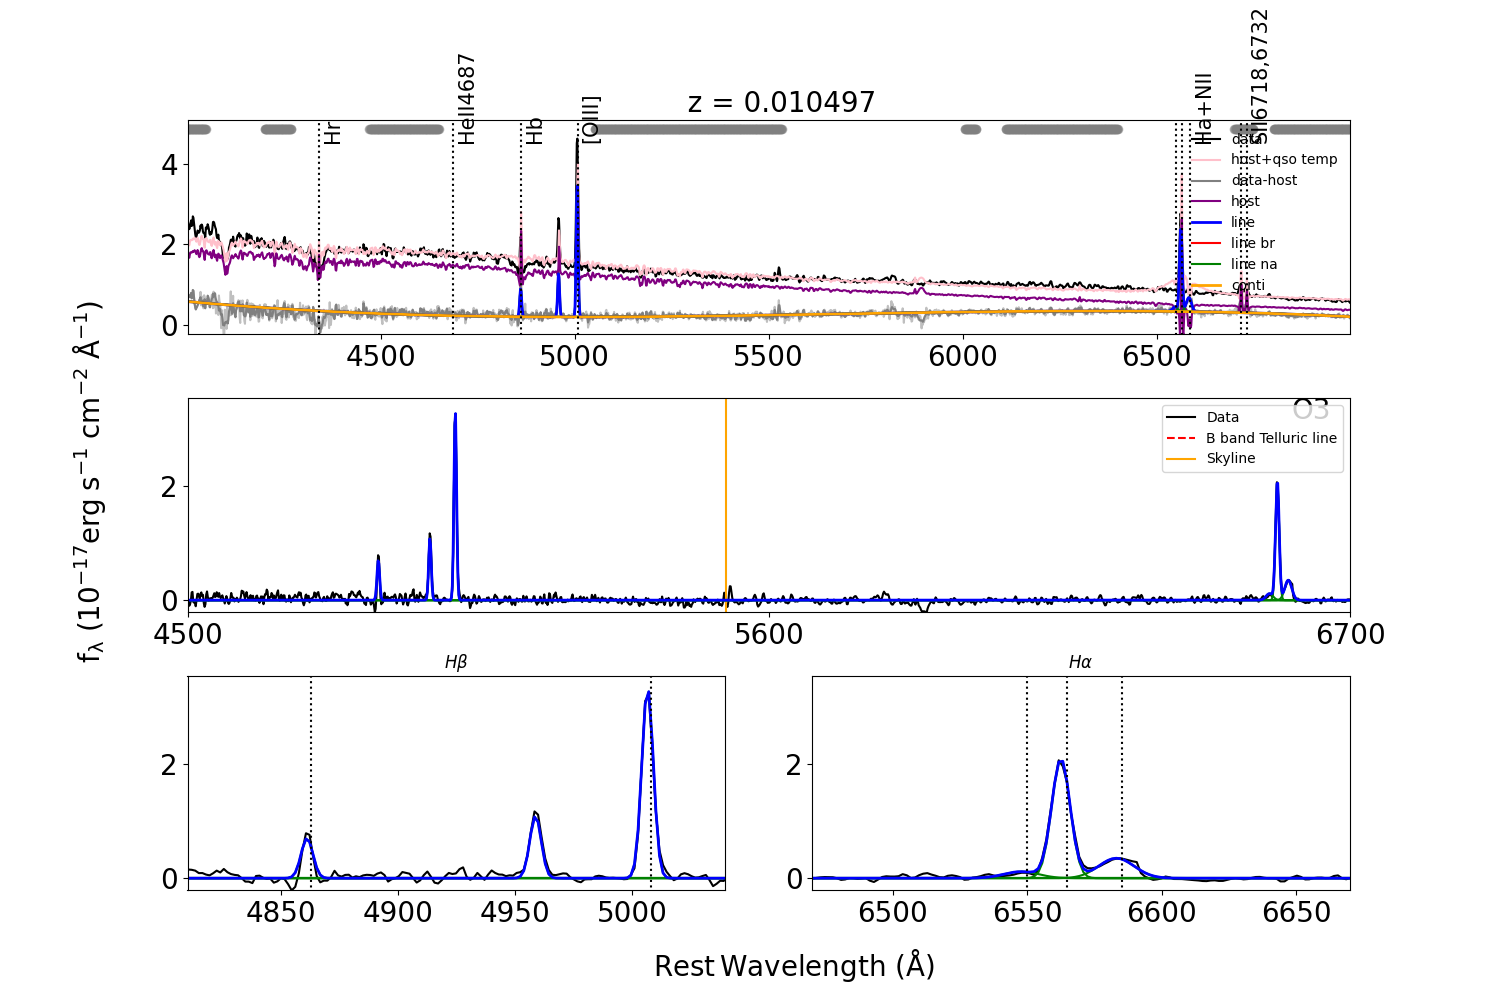 z = 0.010497
Hr
HeII4687
Hb
[OIII]
Ha+NII
SII6718,6732
data
host+qso temp
data-host
host
line
line br
line na
conti
4
2
0
4500 5000 5500 6000 6500
fλ (10⁻¹⁷erg s⁻¹ cm⁻² Å⁻¹)
O3
Data
B band Telluric line
Skyline
2
0
4500 5600 6700
Hβ
2
0
4850 4900 4950 5000
Hα
2
0
6500 6550 6600 6650
Rest Wavelength (Å)